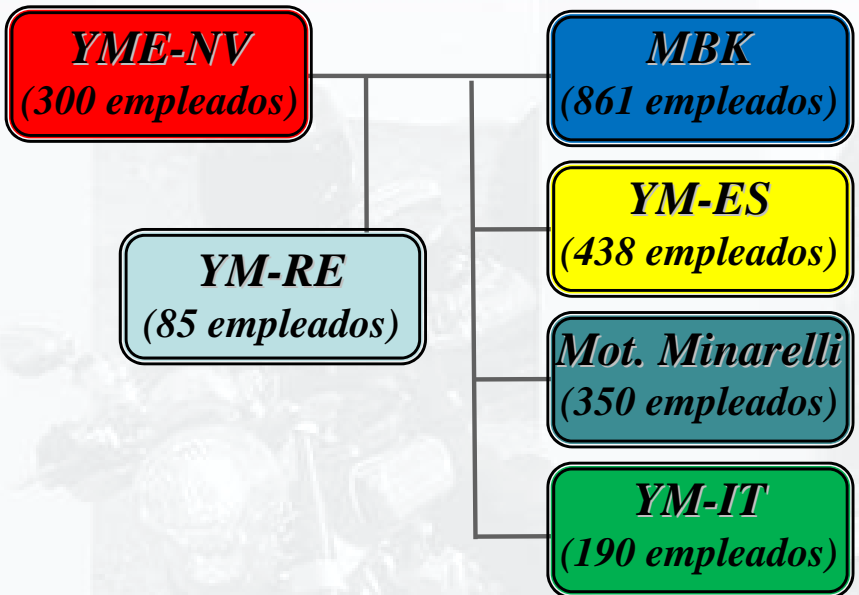 YME-NV
(300 empleados)
MBK
(861 empleados)
YM-ES
(438 empleados)
YM-RE
(85 empleados)
Mot. Minarelli
(350 empleados)
YM-IT
(190 empleados)